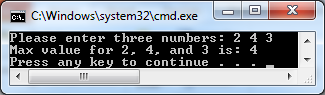 C:\Windows\system32\cmd.exe
Please enter three numbers: 2 4 3
Max value for 2, 4, and 3 is: 4
Press any key to continue . . .